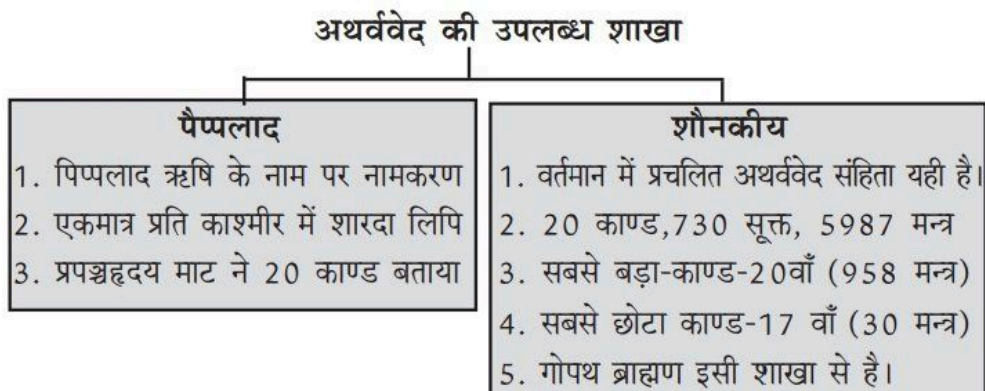 अथर्ववेद की उपलब्ध शाखा
पैप्पलाद
1. पिप्पलाद ऋषि के नाम पर नामकरण
2. एकमात्र प्रति काश्मीर में शारदा लिपि
3. प्रपञ्चहृदय माट ने 20 काण्ड बताया
शौनकीय
1. वर्तमान में प्रचलित अथर्ववेद संहिता यही है।
2. 20 काण्ड,730 सूक्त, 5987 मन्त्र
3. सबसे बड़ा-काण्ड-20वाँ (958 मन्त्र)
4. सबसे छोटा काण्ड-17 वाँ (30 मन्त्र)
5. गोपथ ब्राह्मण इसी शाखा से है।